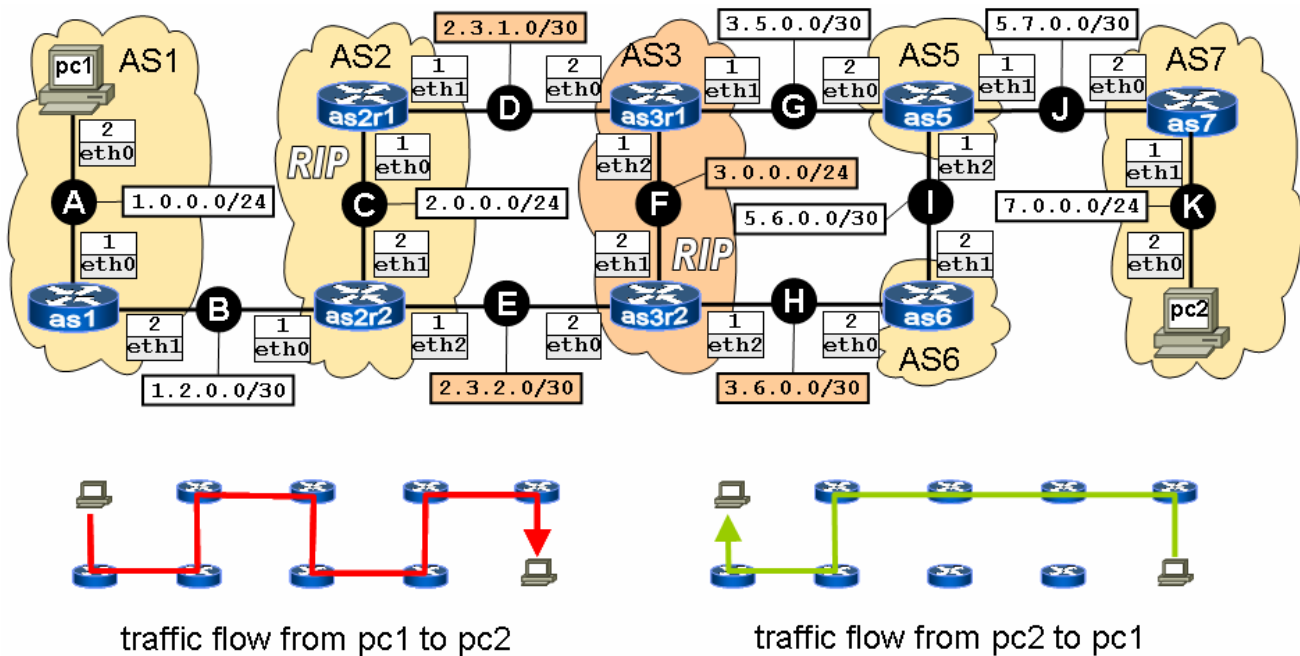 2.3.1.0/30
3.5.0.0/30
5.7.0.0/30
pc1
AS1
AS2
AS3
AS5
AS7
1
eth1
2
eth0
1
eth1
2
eth0
1
eth1
2
eth0
D
G
J
as2r1
as3r1
as5
as7
2
eth0
RIP
1
eth0
1
eth2
1
eth2
1
eth1
A
1.0.0.0/24
C
2.0.0.0/24
F
3.0.0.0/24
5.6.0.0/30
I
7.0.0.0/24
K
1
eth0
2
eth1
2
eth1
RIP
2
eth1
2
eth0
as1
B
as2r2
E
as3r2
H
as6
pc2
2
eth1
1
eth0
1
eth2
2
eth0
1
eth2
2
eth0
AS6
1.2.0.0/30
2.3.2.0/30
3.6.0.0/30
traffic flow from pc1 to pc2
traffic flow from pc2 to pc1